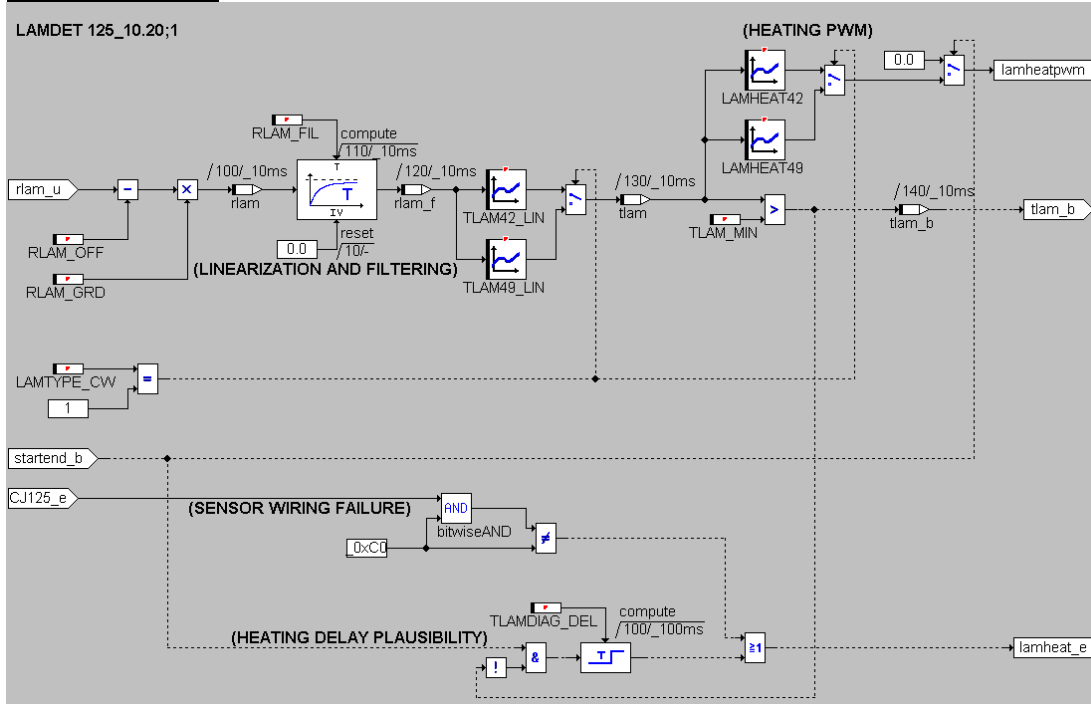 LAMDET 125_10.20;1
(HEATING PWM)
0.0
lamheatpwm
LAMHEAT42
RLAM_FIL
compute
/110/_10ms
T
LAMHEAT49
rlam_u
-
×
/100/_10ms
rlam
T
IV
/120/_10ms
rlam_f
TLAM42_LIN
/130/_10ms
tlam
>
/140/_10ms
tlam_b
tlam_b
TLAM_MIN
RLAM_OFF
0.0
reset
/10/-
(LINEARIZATION AND FILTERING)
RLAM_GRD
TLAM49_LIN
LAMTYPE_CW
=
1
startend_b
CJ125_e
(SENSOR WIRING FAILURE)
AND
bitwiseAND
_0xC0
≠
TLAMDIAG_DEL
compute
/100/_100ms
(HEATING DELAY PLAUSIBILITY)
!
&
T
≥1
lamheat_e